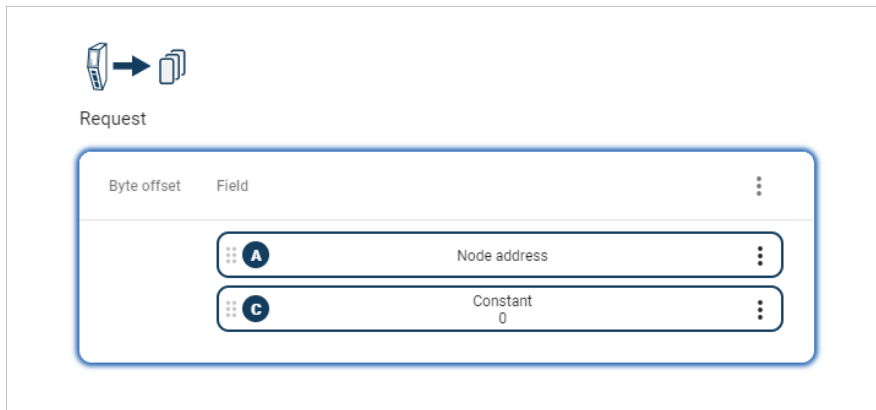 Request
Byte offset Field
A Node address
C Constant
0